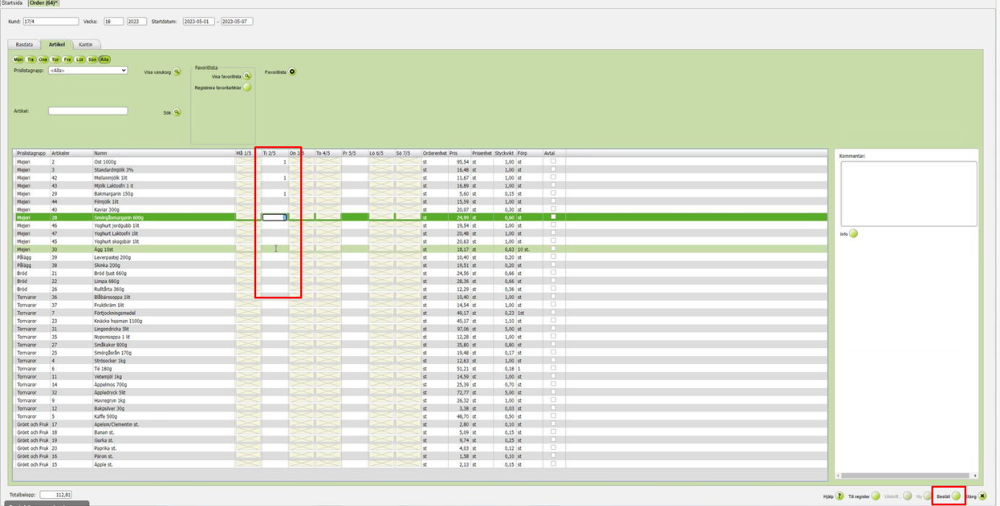 Startsida Order (64)
Kund: 17/4 Vecka: 18 2023 Startdatum: 2023-05-01 - 2023-05-07
Basdata Artikel Kantin
Mån Tis Ons Tor Fre Lör Sön Alla
Prislistagrupp: <Alla> Visa varukorg Favoritlista Favoritlista
Visa favoritlista
Registrera favoritartiklar
Artikel: Sök
Prislistagrupp Artikelnr Namn Må 1/5 Ti 2/5 On 3/5 To 4/5 Fr 5/5 Lö 6/5 Sö 7/5 Orderenhet Pris Prisenhet Styckvikt Förp Avtal Kommentar:
Mejeri 2 Ost 1000g 1 st 95,54 st 1,00 st
Mejeri 3 Standardmjölk 3% st 16,48 st 1,00 st
Mejeri 42 Mellanmjölk 1lit 1 st 11,67 st 1,00 st
Mejeri 43 Mjölk Laktosfri 1 lt st 16,89 st 1,00 st
Mejeri 29 Bakmargarin 150g 1 st 5,60 st 0,15 st
Mejeri 44 Filmjölk 1lit st 15,59 st 1,00 st
Mejeri 40 Kaviar 300g st 20,07 st 0,30 st
Mejeri 28 Smörgåsmargarin 600g st 24,99 st 0,60 st
Mejeri 46 Yoghurt jordgubb 1lit st 19,54 st 1,00 st
Mejeri 47 Yoghurt Laktosfri 1lit st 20,48 st 1,00 st
Info
Mejeri 45 Yoghurt skogsbär 1lit st 20,63 st 1,00 st
Mejeri 30 Ägg 10st st 18,17 st 0,63 10 st.
Pålägg 39 Leverpastej 200g st 10,40 st 0,20 st
Pålägg 38 Skinka 200g st 19,51 st 0,20 st
Bröd 21 Bröd ljust 660g st 24,56 st 0,66 st
Bröd 22 Limpa 660g st 28,36 st 0,66 st
Bröd 26 Rulltårta 360g st 12,29 st 0,36 st
Torrvaror 36 Blåbärssoppa 1lit st 10,40 st 1,00 st
Torrvaror 37 Fruktkräm 1lit st 14,54 st 1,00 st
Torrvaror 7 Förtjockningsmedel st 49,17 st 0,23 1st
Torrvaror 23 Knäcke husman 1100g st 45,17 st 1,10 st
Torrvaror 31 Lingondricka 5lit st 97,06 st 5,00 st
Torrvaror 35 Nyponsoppa 1 lit st 12,28 st 1,00 st
Torrvaror 27 Småkakor 800g st 35,80 st 0,80 st
Torrvaror 25 Smörgåsrån 170g st 19,48 st 0,17 st
Torrvaror 4 Strösocker 1kg st 12,63 st 1,00 st
Torrvaror 6 Té 180g st 51,21 st 0,18 1
Torrvaror 11 Vetemjöl 1kg st 14,59 st 1,00 st
Torrvaror 14 Äppelmos 700g st 25,39 st 0,70 st
Torrvaror 32 Äppledryck 5lit st 72,77 st 5,00 st
Torrvaror 9 Havregryn 1kg st 26,32 st 1,00 st
Torrvaror 12 Bakpulver 30g st 3,38 st 0,03 st
Torrvaror 5 Kaffe 500g st 48,70 st 0,50 st
Grönt och Fruk 17 Apelsin/Clementin st. st 2,80 st 0,10 st
Grönt och Fruk 18 Banan st. st 5,09 st 0,15 st
Grönt och Fruk 19 Gurka st. st 9,74 st 0,25 st
Grönt och Fruk 20 Paprika st. st 4,03 st 0,12 st
Grönt och Fruk 16 Päron st. st 1,58 st 0,10 st
Grönt och Fruk 15 Äpple st. st 2,13 st 0,15 st
Totalbelopp: 112,81 Hjälp Till register Utskrift... Ny Beställ Stäng